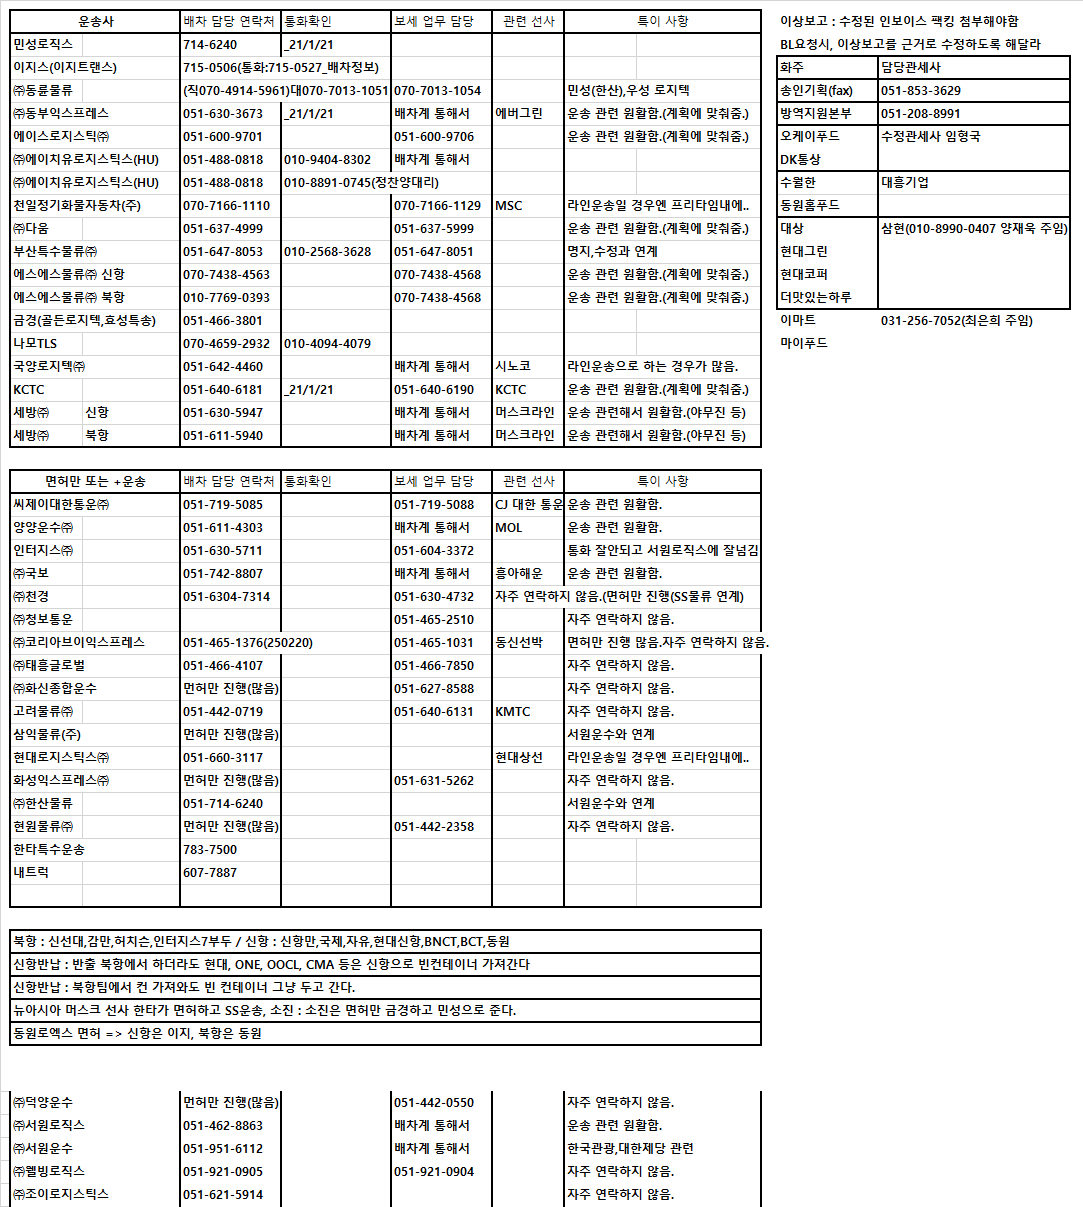 운송사 배차 담당 연락처 통화확인 보세 업무 담당 관련 선사 특이 사항
민성로직스 714-6240 _21/1/21
이지스(이지트랜스) 715-0506(통화:715-0527_배차정보)
㈜동륜물류 (직070-4914-5961)대070-7013-1051 070-7013-1054 민성(한산),우성 로지텍
㈜동부익스프레스 051-630-3673 _21/1/21 배차계 통해서 에버그린 운송 관련 원활함.(계획에 맞춰줌.)
에이스로지스틱㈜ 051-600-9701 051-600-9706 운송 관련 원활함.(계획에 맞춰줌.)
㈜에이치유로지스틱스(HU) 051-488-0818 010-9404-8302 배차계 통해서
㈜에이치유로지스틱스(HU) 051-488-0818 010-8891-0745(정찬양대리)
천일정기화물자동차(주) 070-7166-1110 070-7166-1129 MSC 라인운송일 경우엔 프리타임내에..
㈜다움 051-637-4999 051-637-5999 운송 관련 원활함.(계획에 맞춰줌.)
부산특수물류㈜ 051-647-8053 010-2568-3628 051-647-8051 명지,수정과 연계
에스에스물류㈜ 신항 070-7438-4563 070-7438-4568 운송 관련 원활함.(계획에 맞춰줌.)
에스에스물류㈜ 북항 010-7769-0393 070-7438-4568 운송 관련 원활함.(계획에 맞춰줌.)
금경(골든로지텍,효성특송) 051-466-3801
나모TLS 070-4659-2932 010-4094-4079
국양로지텍㈜ 051-642-4460 배차계 통해서 시노코 라인운송으로 하는 경우가 많음.
KCTC 051-640-6181 _21/1/21 051-640-6190 KCTC 운송 관련 원활함.(계획에 맞춰줌.)
세방㈜ 신항 051-630-5947 배차계 통해서 머스크라인 운송 관련해서 원활함.(야무진 등)
세방㈜ 북항 051-611-5940 배차계 통해서 머스크라인 운송 관련해서 원활함.(야무진 등)
이상보고 : 수정된 인보이스 팩킹 첨부해야함
BL요청시, 이상보고를 근거로 수정하도록 해달라
화주 담당관세사
송인기획(fax) 051-853-3629
방역지원본부 051-208-8991
오케이푸드 수정관세사 임형국
DK통상
수월한 대흥기업
동원홈푸드
대상 삼현(010-8990-0407 양재욱 주임)
현대그린
현대코퍼
더맛있는하루
이마트 031-256-7052(최은희 주임)
마이푸드
면허만 또는 +운송 배차 담당 연락처 통화확인 보세 업무 담당 관련 선사 특이 사항
씨제이대한통운㈜ 051-719-5085 051-719-5088 CJ 대한 통운 운송 관련 원활함.
양양운수㈜ 051-611-4303 배차계 통해서 MOL 운송 관련 원활함.
인터지스㈜ 051-630-5711 051-604-3372 통화 잘안되고 서원로직스에 잘넘김
㈜국보 051-742-8807 배차계 통해서 흥아해운 운송 관련 원활함.
㈜천경 051-6304-7314 051-630-4732 자주 연락하지 않음.(면허만 진행(SS물류 연계)
㈜청보통운 051-465-2510 자주 연락하지 않음.
㈜코리아브이익스프레스 051-465-1376(250220) 051-465-1031 동신선박 면허만 진행 많음.자주 연락하지 않음.
㈜태흥글로벌 051-466-4107 051-466-7850 자주 연락하지 않음.
㈜화신종합운수 먼허만 진행(많음) 051-627-8588 자주 연락하지 않음.
고려물류㈜ 051-442-0719 051-640-6131 KMTC 자주 연락하지 않음.
삼익물류(주) 먼허만 진행(많음) 서원운수와 연계
현대로지스틱스㈜ 051-660-3117 현대상선 라인운송일 경우엔 프리타임내에..
화성익스프레스㈜ 먼허만 진행(많음) 051-631-5262 자주 연락하지 않음.
㈜한산물류 051-714-6240 서원운수와 연계
현원물류㈜ 먼허만 진행(많음) 051-442-2358 자주 연락하지 않음.
한타특수운송 783-7500
내트럭 607-7887
북항 : 신선대,감만,허치슨,인터지스7부두 / 신항 : 신항만,국제,자유,현대신항,BNCT,BCT,동원
신항반납 : 반출 북항에서 하더라도 현대, ONE, OOCL, CMA 등은 신항으로 빈컨테이너 가져간다
신항반납 : 북항팀에서 컨 가져와도 빈 컨테이너 그냥 두고 간다.
뉴아시아 머스크 선사 한타가 면허하고 SS운송, 소진 : 소진은 면허만 금경하고 민성으로 준다.
동원로엑스 면허 => 신항은 이지, 북항은 동원
㈜덕양운수 먼허만 진행(많음) 051-442-0550 자주 연락하지 않음.
㈜서원로직스 051-462-8863 배차계 통해서 운송 관련 원활함.
㈜서원운수 051-951-6112 배차계 통해서 한국관광,대한제당 관련
㈜웰빙로직스 051-921-0905 051-921-0904 자주 연락하지 않음.
㈜조이로지스틱스 051-621-5914 자주 연락하지 않음.